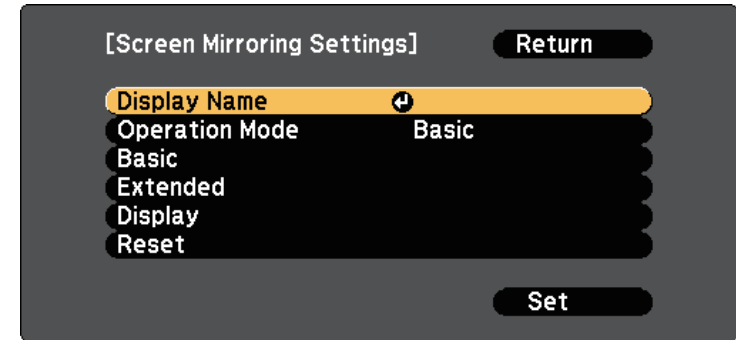 [Screen Mirroring Settings] Return
Display Name
Operation Mode Basic
Basic
Extended
Display
Reset
Set